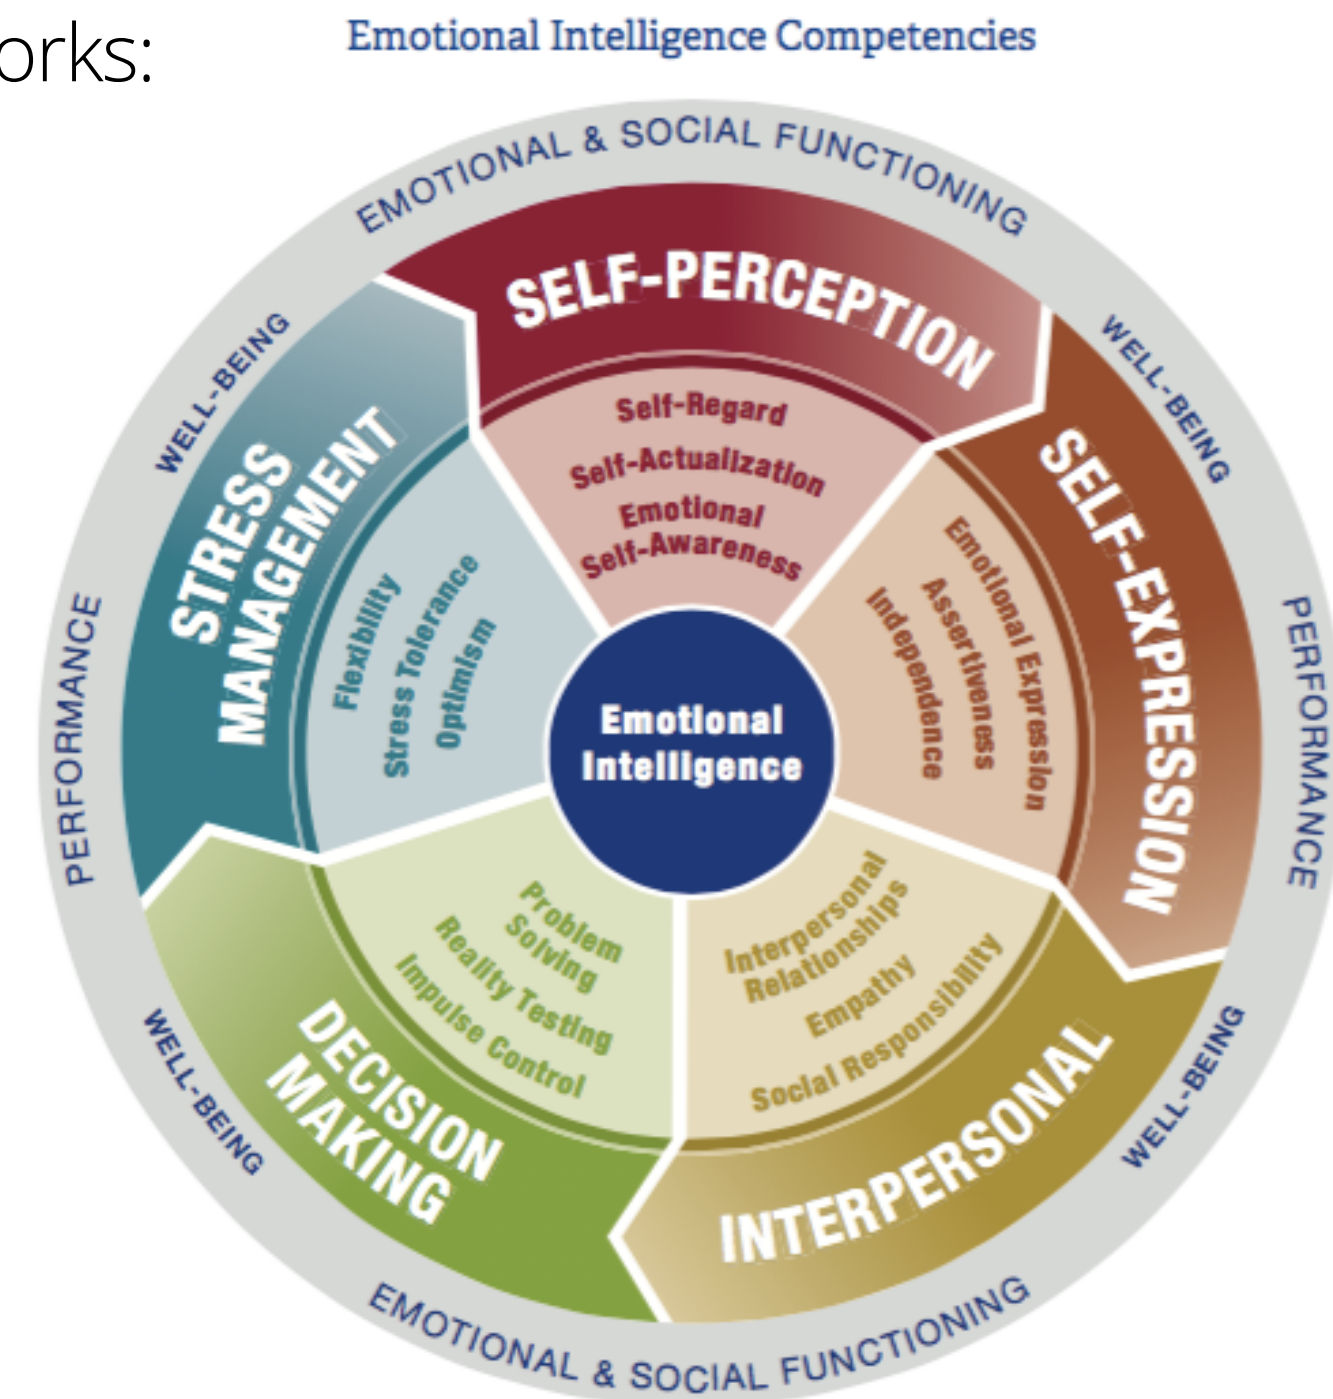 orks:
Emotional Intelligence Competencies
EMOTIONAL & SOCIAL FUNCTIONING
WELL-BEING
PERFORMANCE
WELL-BEING
EMOTIONAL & SOCIAL FUNCTIONING
WELL-BEING
PERFORMANCE
WELL-BEING
SELF-PERCEPTION
Self-Regard
Self-Actualization
Emotional
Self-Awareness
SELF-EXPRESSION
Emotional Expression
Assertiveness
Independence
INTERPERSONAL
Interpersonal
Relationships
Empathy
Social Responsibility
DECISION
MAKING
Problem
Solving
Reality Testing
Impulse Control
STRESS
MANAGEMENT
Flexibility
Stress Tolerance
Optimism
Emotional
Intelligence